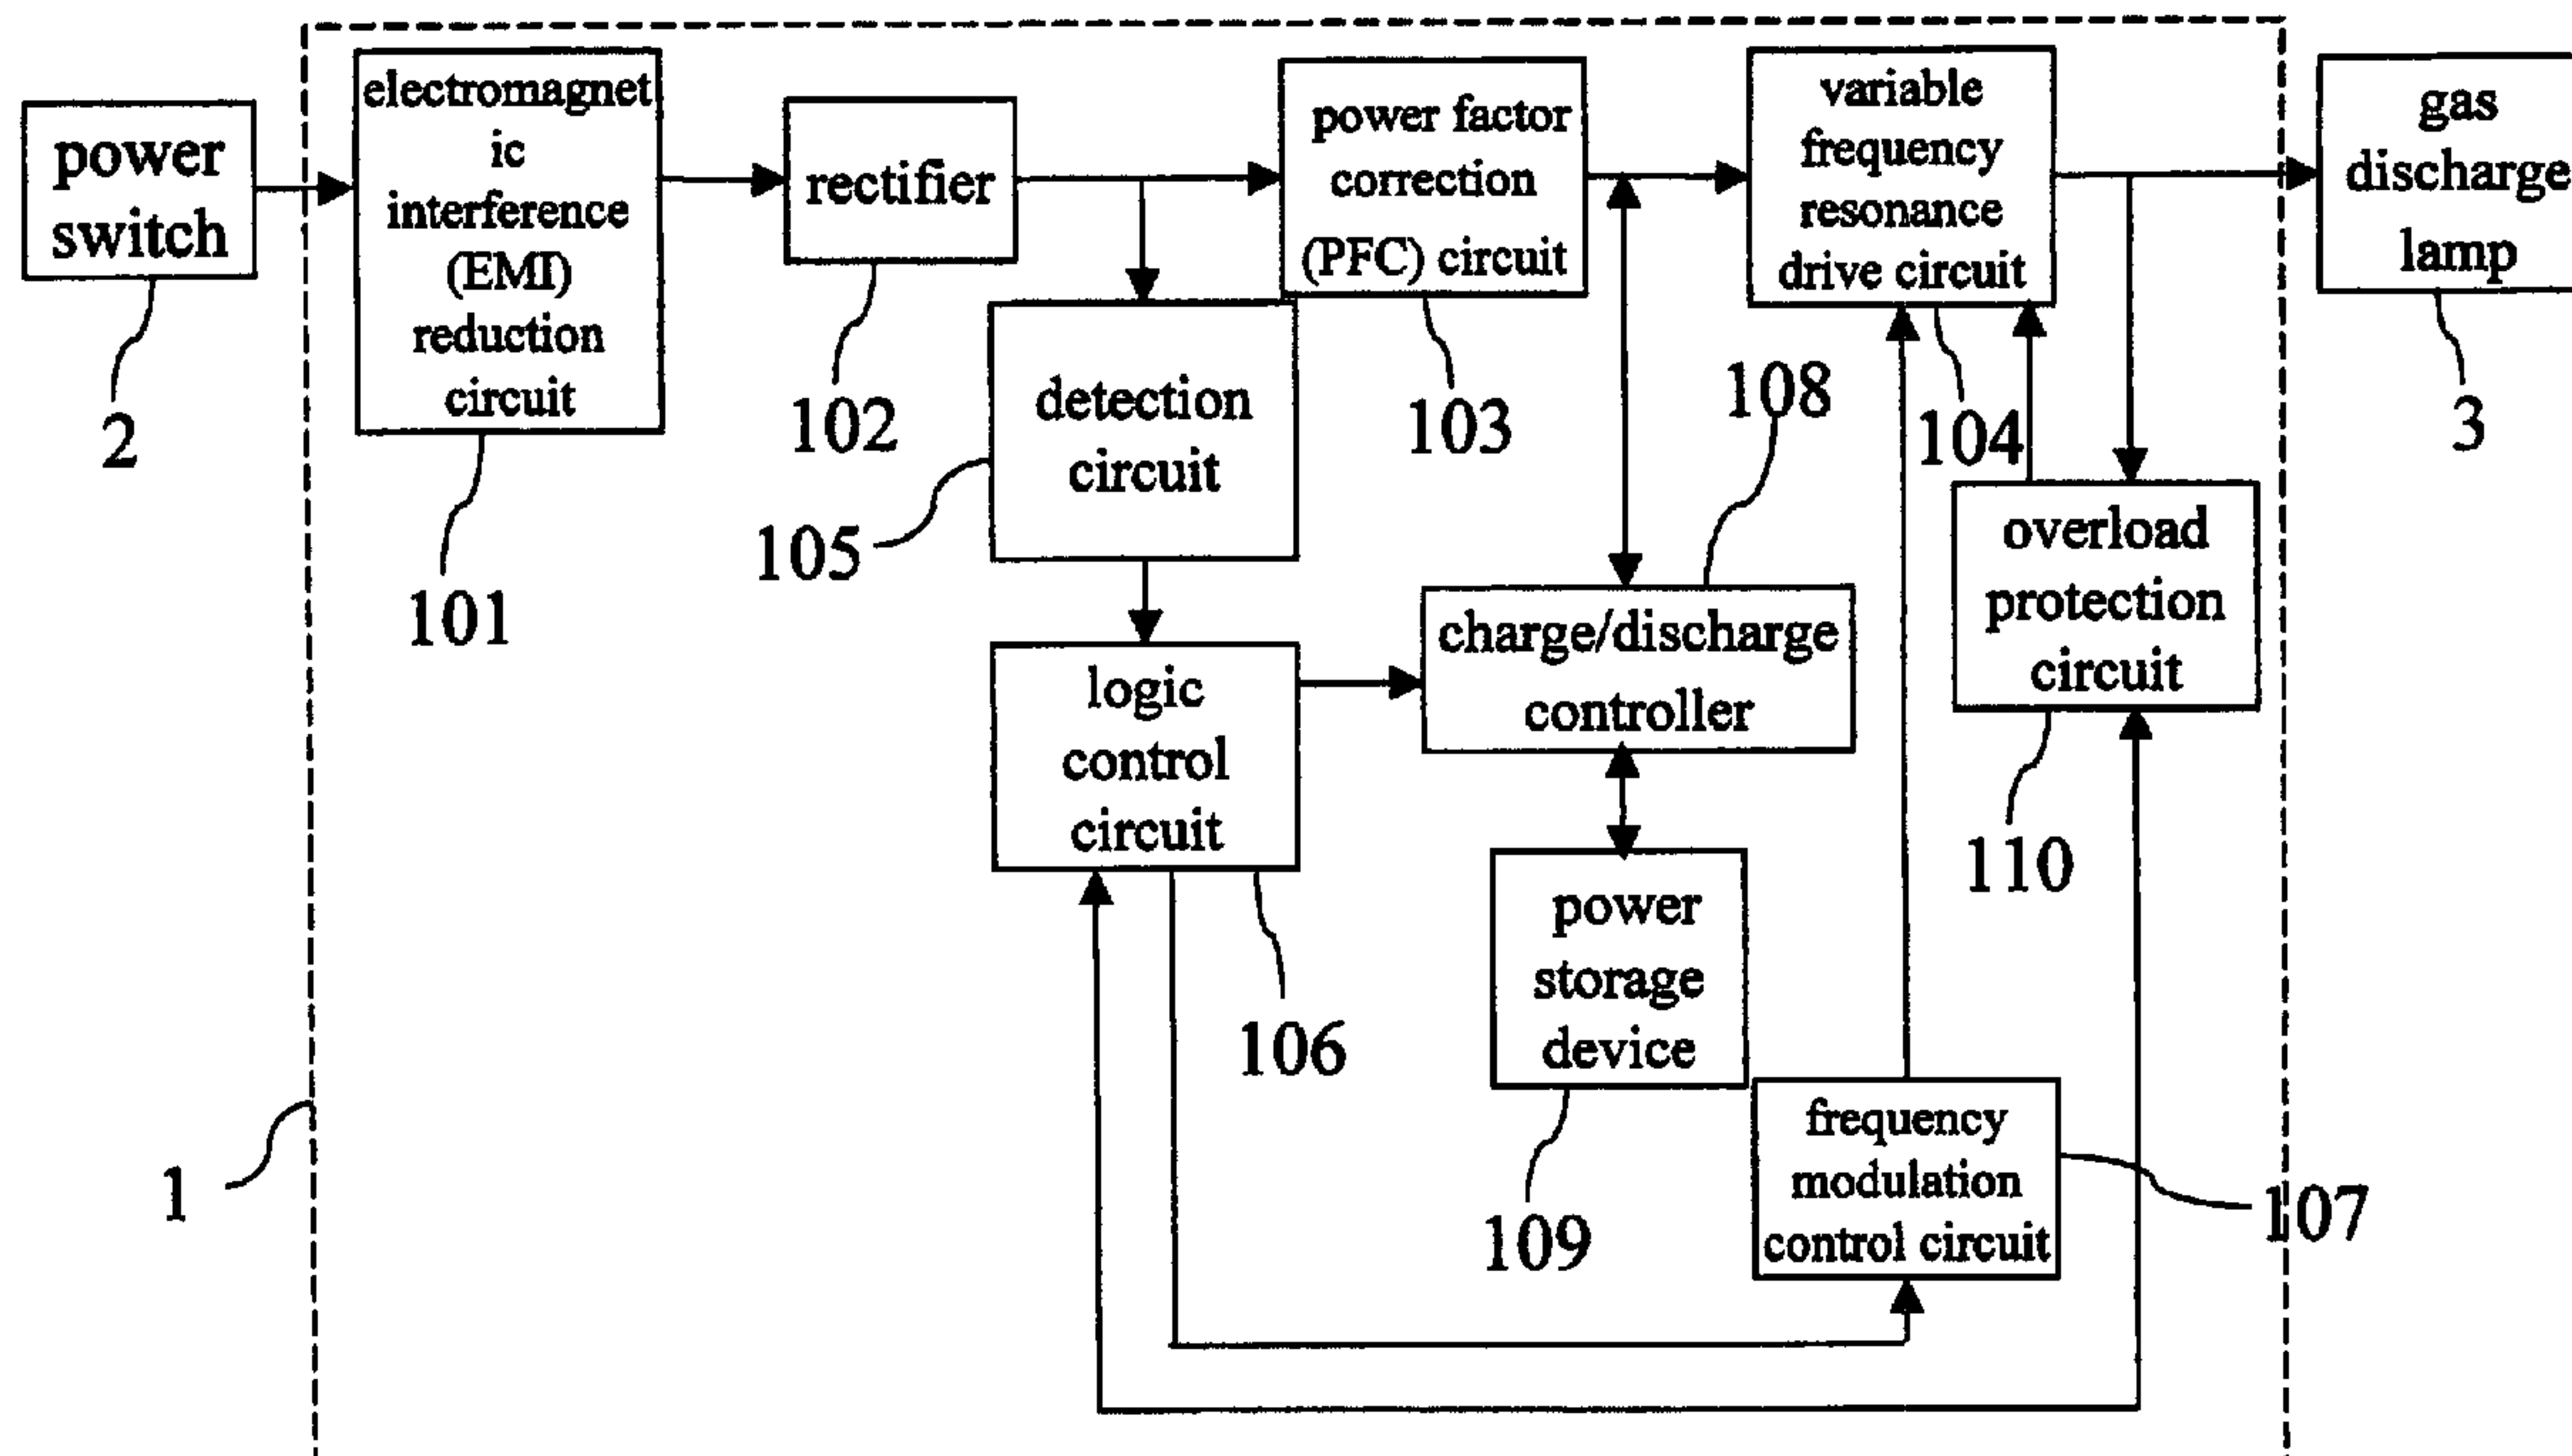 power
switch
2
electromagnet
ic
interference
(EMI)
reduction
circuit
101
rectifier
102
power factor
correction
(PFC) circuit
103
variable
frequency
resonance
drive circuit
104
gas
discharge
lamp
3
detection
circuit
105
108
charge/discharge
controller
overload
protection
circuit
110
logic
control
circuit
106
power
storage
device
109
frequency
modulation
control circuit
107
1